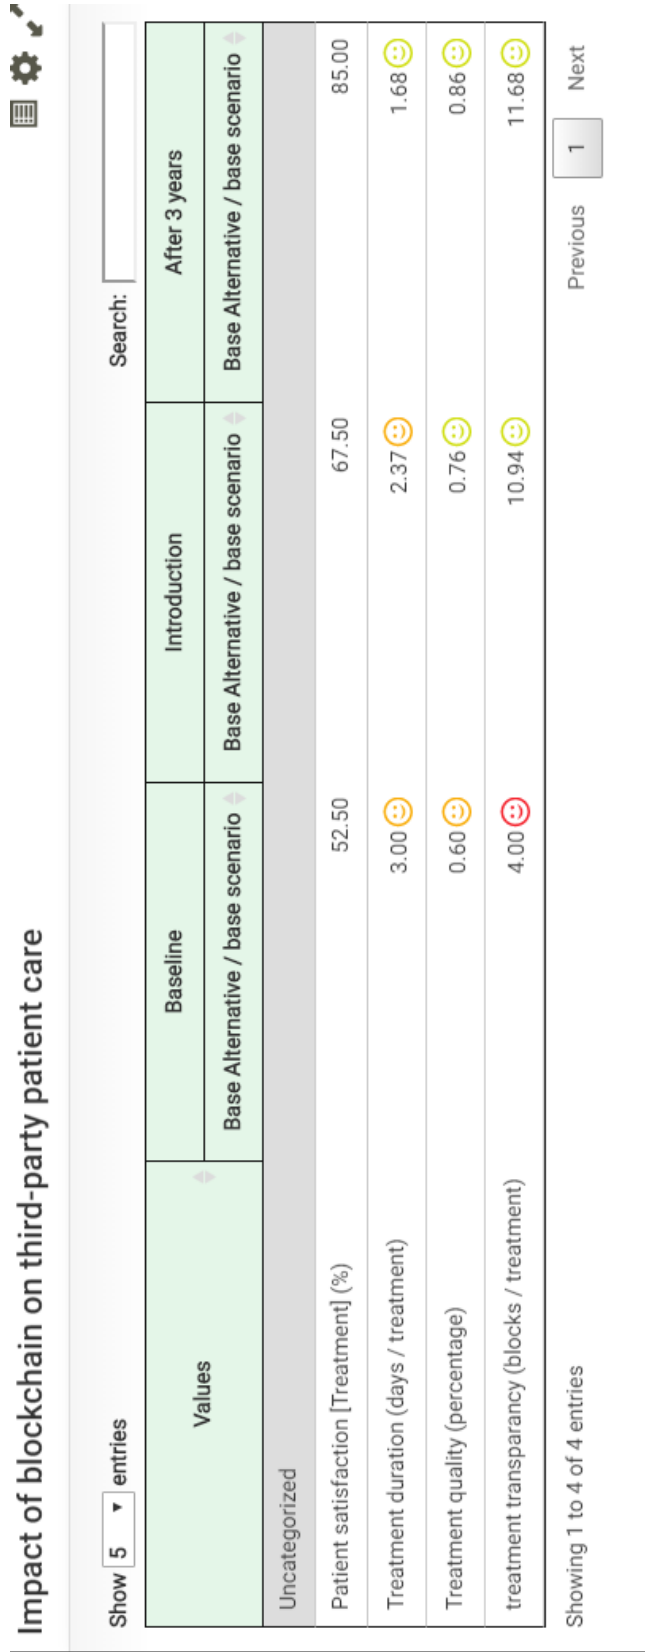 Impact of blockchain on third-party patient care
Show 5 entries
Search:
Values Baseline Introduction After 3 years
Base Alternative / base scenario Base Alternative / base scenario Base Alternative / base scenario
Uncategorized
Patient satisfaction [Treatment] (%) 52.50 67.50 85.00
Treatment duration (days / treatment) 3.00 2.37 1.68
Treatment quality (percentage) 0.60 0.76 0.86
treatment transparancy (blocks / treatment) 4.00 10.94 11.68
Showing 1 to 4 of 4 entries
Previous 1 Next